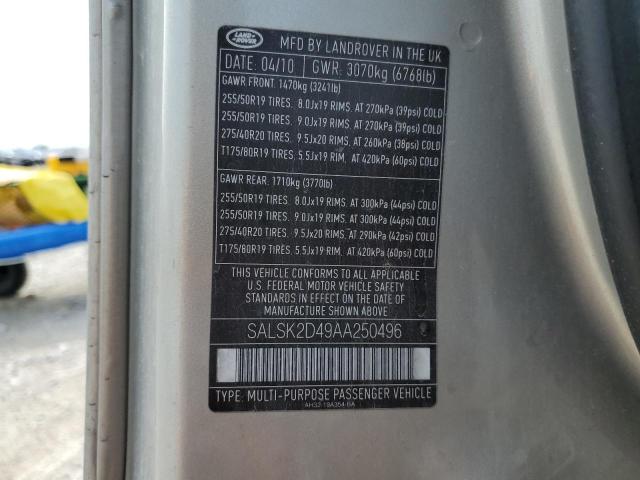 LAND
ROVER
MFD BY LANDROVER IN THE UK
DATE: 04/10 GWR: 3070kg (6768lb)
GAWR FRONT: 1470kg (3241lb)
255/50R19 TIRES. 8.0Jx19 RIMS. AT 270kPa (39psi) COLD
255/50R19 TIRES. 9.0Jx19 RIMS. AT 270kPa (39psi) COLD
275/40R20 TIRES. 9.5Jx20 RIMS. AT 260kPa (38psi) COLD
T175/80R19 TIRES. 5.5Jx19 RIM. AT 420kPa (60psi) COLD
GAWR REAR: 1710kg (3770lb)
255/50R19 TIRES. 8.0Jx19 RIMS AT 300kPa (44psi) COLD
255/50R19 TIRES. 9.0Jx19 RIMS AT 300kPa (44psi) COLD
275/40R20 TIRES. 9.5Jx20 RIMS AT 290kPa (42psi) COLD
T175/80R19 TIRES. 5.5Jx19 RIM, AT 420kPa (60psi) COLD
THIS VEHICLE CONFORMS TO ALL APPLICABLE
U.S. FEDERAL MOTOR VEHICLE SAFETY
STANDARDS IN EFFECT ON THE DATE OF
MANUFACTURE SHOWN ABOVE.
SALSK2D49AA250496
TYPE: MULTI-PURPOSE PASSENGER VEHICLE
AH32-19A354-BA